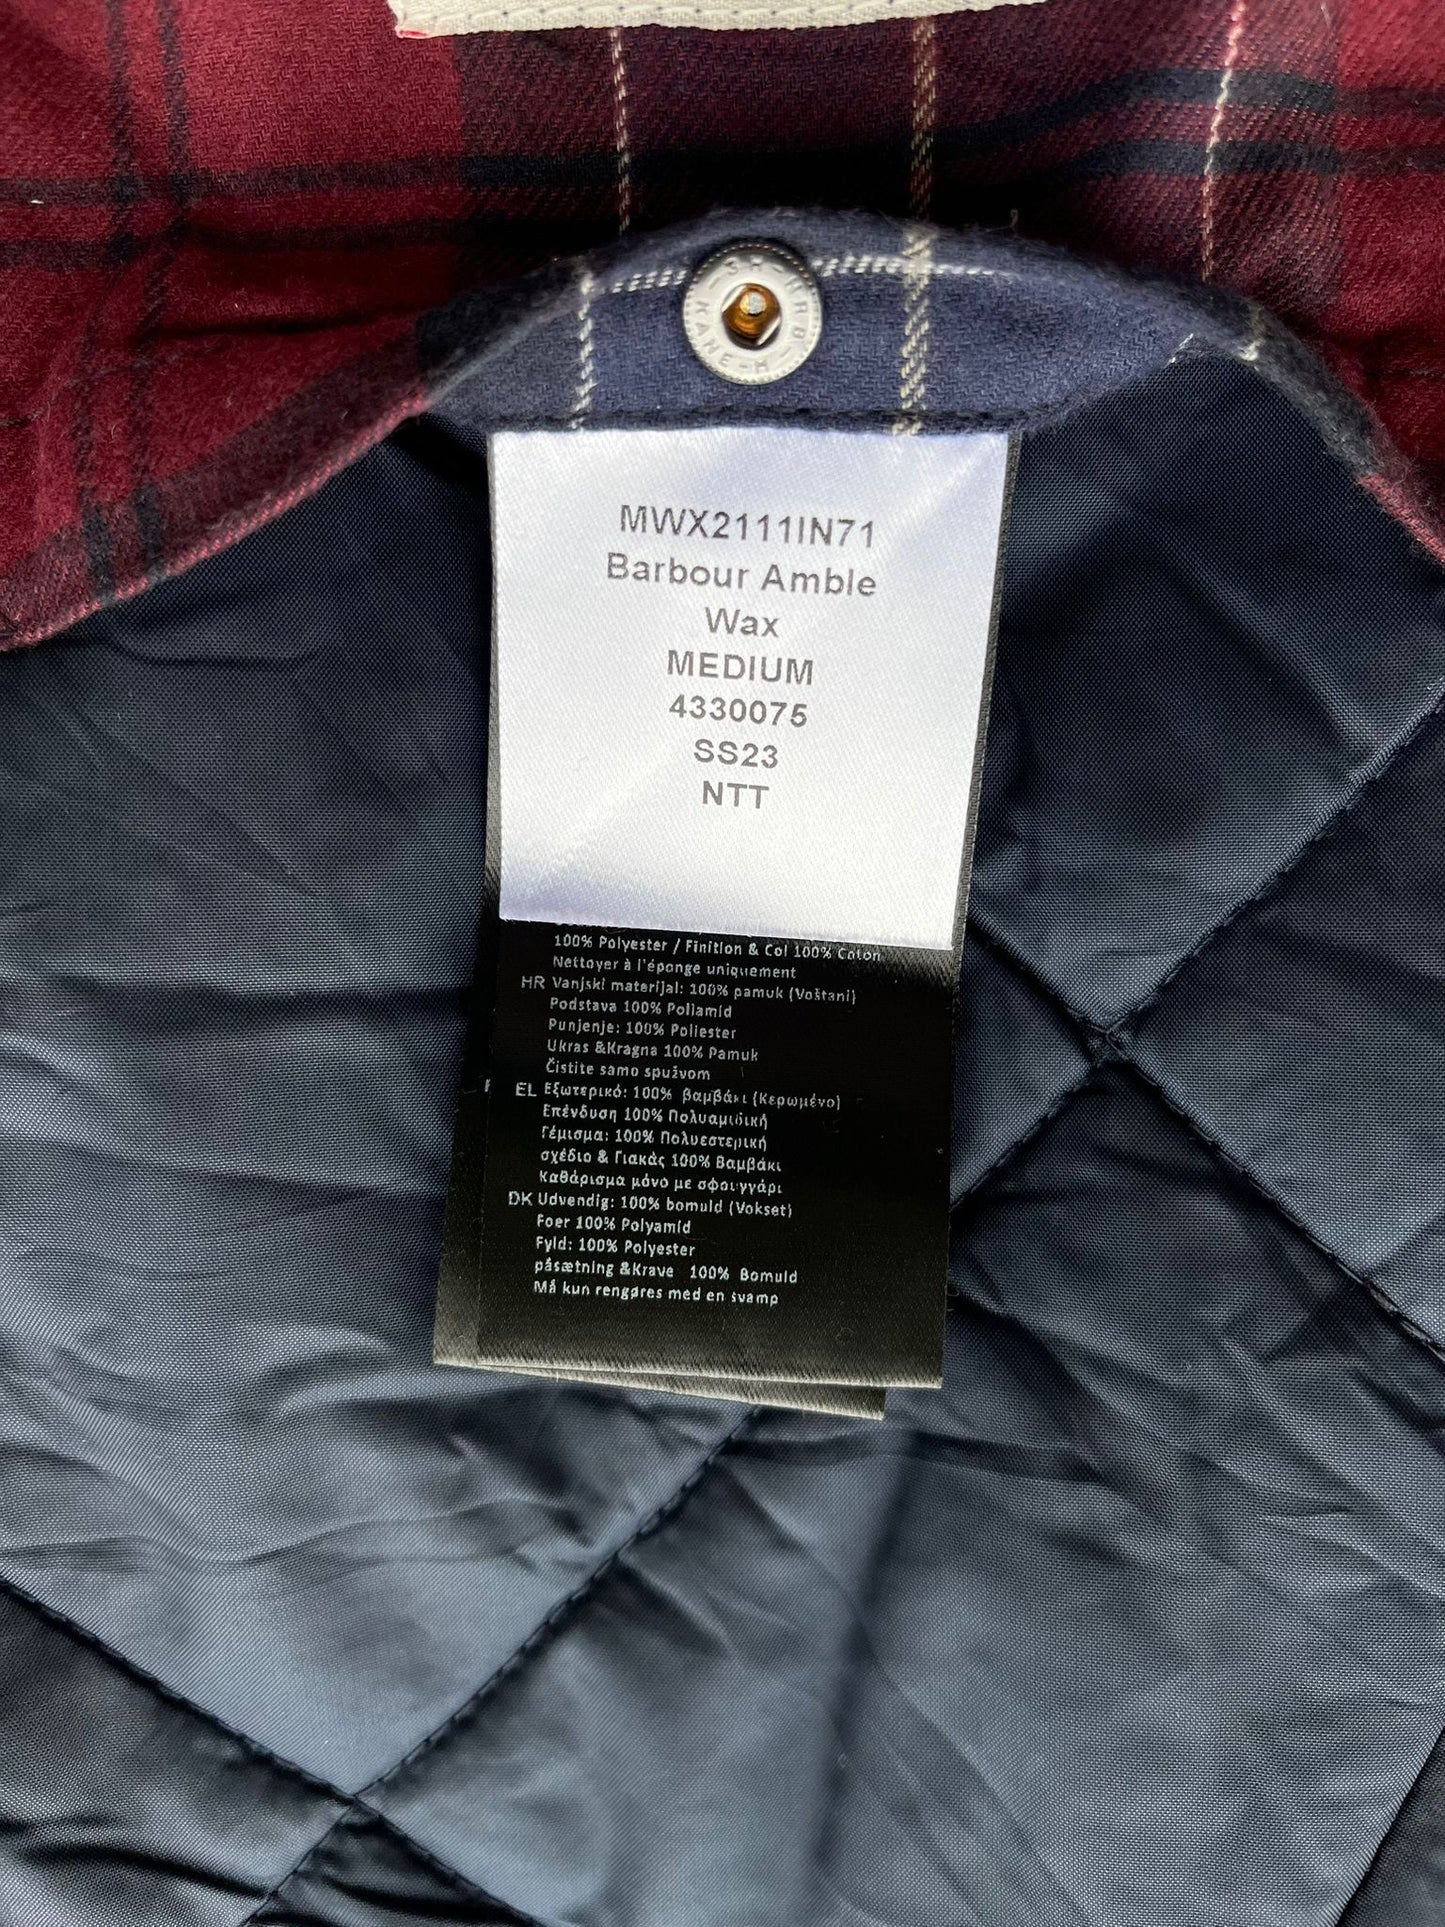 MWX2111IN71
Barbour Amble
Wax
MEDIUM
4330075
SS23
NTT
100% Polyester / Finition & Col 100% Coton
Nettoyer à l'éponge uniquement
HR Vanjski materijal: 100% pamuk (Voštani)
Podstava 100% Poliamid
Punjenje: 100% Poliester
Ukras &Kragna 100% Pamuk
Čistite samo spužvom
EL Εξωτερικό: 100% βαμβάκι (Κερωμένο)
Επένδυση 100% Πολυαμιδική
Γέμισμα: 100% Πολυεστερική
σχέδιο & Γιακάς 100% Βαμβάκι
Καθάρισμα μόνο με σφουγγάρι
DK Udvendig: 100% bomuld (Vokset)
Foer 100% Polyamid
Fyld: 100% Polyester
påsætning &Krave 100% Bomuld
Må kun rengøres med en svamp